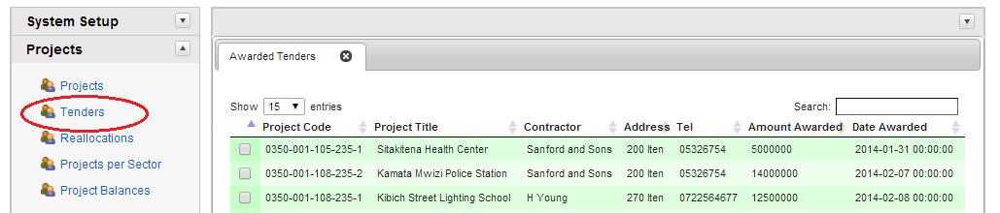 System Setup
Projects
Projects
Tenders
Reallocations
Projects per Sector
Project Balances
Awarded Tenders
Show 15 entries
Search:
Project Code Project Title Contractor Address Tel Amount Awarded Date Awarded
0350-001-105-235-1 Sitakitena Health Center Sanford and Sons 200 Iten 05326754 5000000 2014-01-31 00:00:00
0350-001-108-235-2 Kamata Mwizi Police Station Sanford and Sons 200 Iten 05326754 14000000 2014-02-07 00:00:00
0350-001-108-235-1 Kibich Street Lighting School H Young 270 Iten 0722564677 12500000 2014-02-08 00:00:00